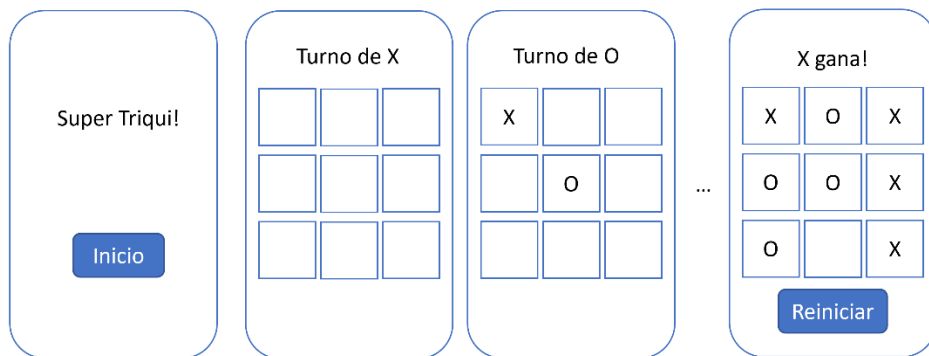 Super Triqui!
Inicio
Turno de X
Turno de O
X
O
...
X gana!
X O X
O O X
O X
Reiniciar